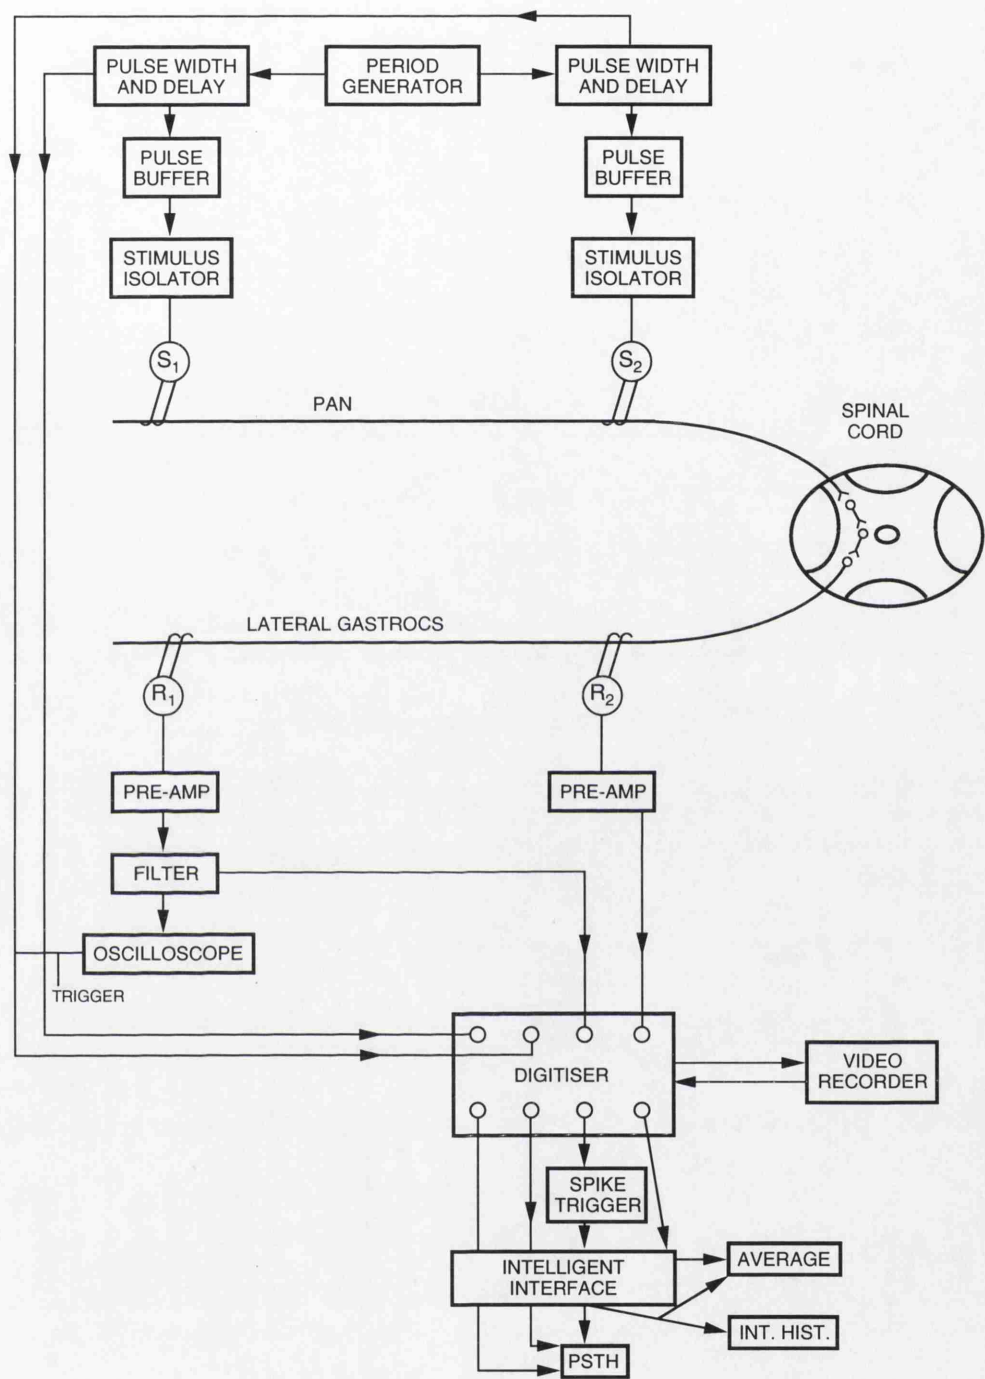 PULSE WIDTH
AND DELAY
PERIOD
GENERATOR
PULSE WIDTH
AND DELAY
PULSE
BUFFER
PULSE
BUFFER
STIMULUS
ISOLATOR
STIMULUS
ISOLATOR
S1
S2
PAN
SPINAL
CORD
LATERAL GASTROCS
R1
R2
PRE-AMP
PRE-AMP
FILTER
OSCILLOSCOPE
TRIGGER
DIGITISER
VIDEO
RECORDER
SPIKE
TRIGGER
INTELLIGENT
INTERFACE
AVERAGE
INT. HIST.
PSTH